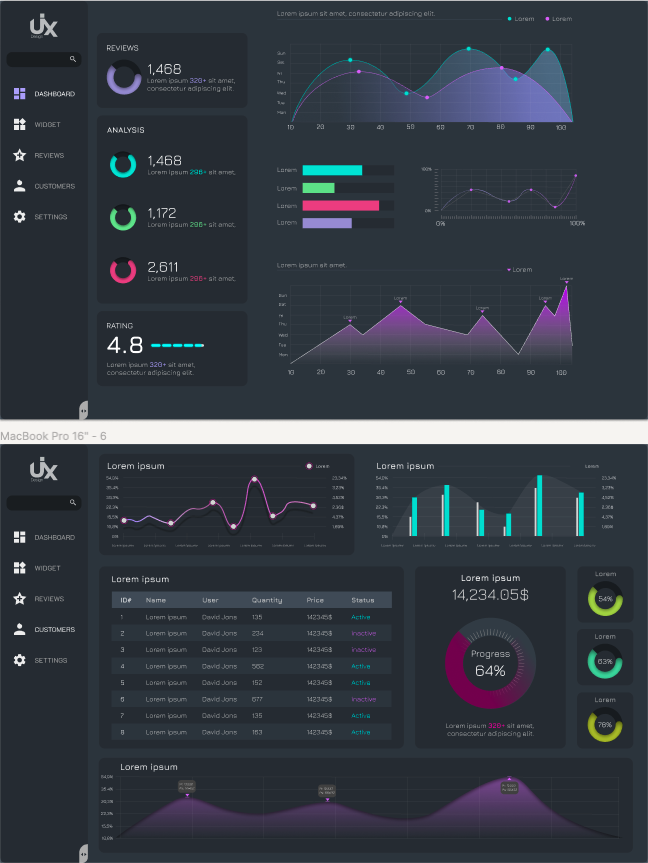 UiX
Design
DASHBOARD
WIDGET
REVIEWS
CUSTOMERS
SETTINGS
REVIEWS
1,468
Lorem ipsum 320+ sit amet,
consectetur adipiscing elit.
ANALYSIS
1,468
Lorem ipsum 296+ sit amet,
1,172
Lorem ipsum 296+ sit amet,
2,611
Lorem ipsum 296+ sit amet,
RATING
4.8
Lorem ipsum 320+ sit amet,
consectetur adipiscing elit.
Lorem ipsum sit amet, consectetur adipiscing elit.
Lorem Lorem
Sun
Fri
Thu
Wed
Tue
Mon
10 20 30 40 50 60 70 80 90 100
Lorem
Lorem
Lorem
Lorem
100%
0%
0% 100%
Lorem ipsum sit amet.
Lorem
Lorem
Lorem
Lorem
Lorem
Lorem
Sun
Sat
Thu
Wed
Tue
Mon
10 20 30 40 50 60 70 80 90 100
MacBook Pro 16" - 6
UiX
Design
DASHBOARD
WIDGET
REVIEWS
CUSTOMERS
SETTINGS
Lorem ipsum
Lorem
Lorem ipsum
Lorem
Lorem ipsum
ID# Name User Quantity Price Status
1 Lorem ipsum David Jons 135 142345$ Active
2 Lorem ipsum David Jons 234 142345$ inactive
3 Lorem ipsum David Jons 123 142345$ inactive
4 Lorem ipsum David Jons 562 142345$ Active
5 Lorem ipsum David Jons 152 142345$ Active
6 Lorem ipsum David Jons 677 142345$ inactive
7 Lorem ipsum David Jons 135 142345$ Active
8 Lorem ipsum David Jons 163 142345$ Active
Lorem ipsum
14,234.05$
Progress
64%
Lorem ipsum 320+ sit amet,
consectetur adipiscing elit.
Lorem
54%
Lorem
63%
Lorem
78%
Lorem ipsum